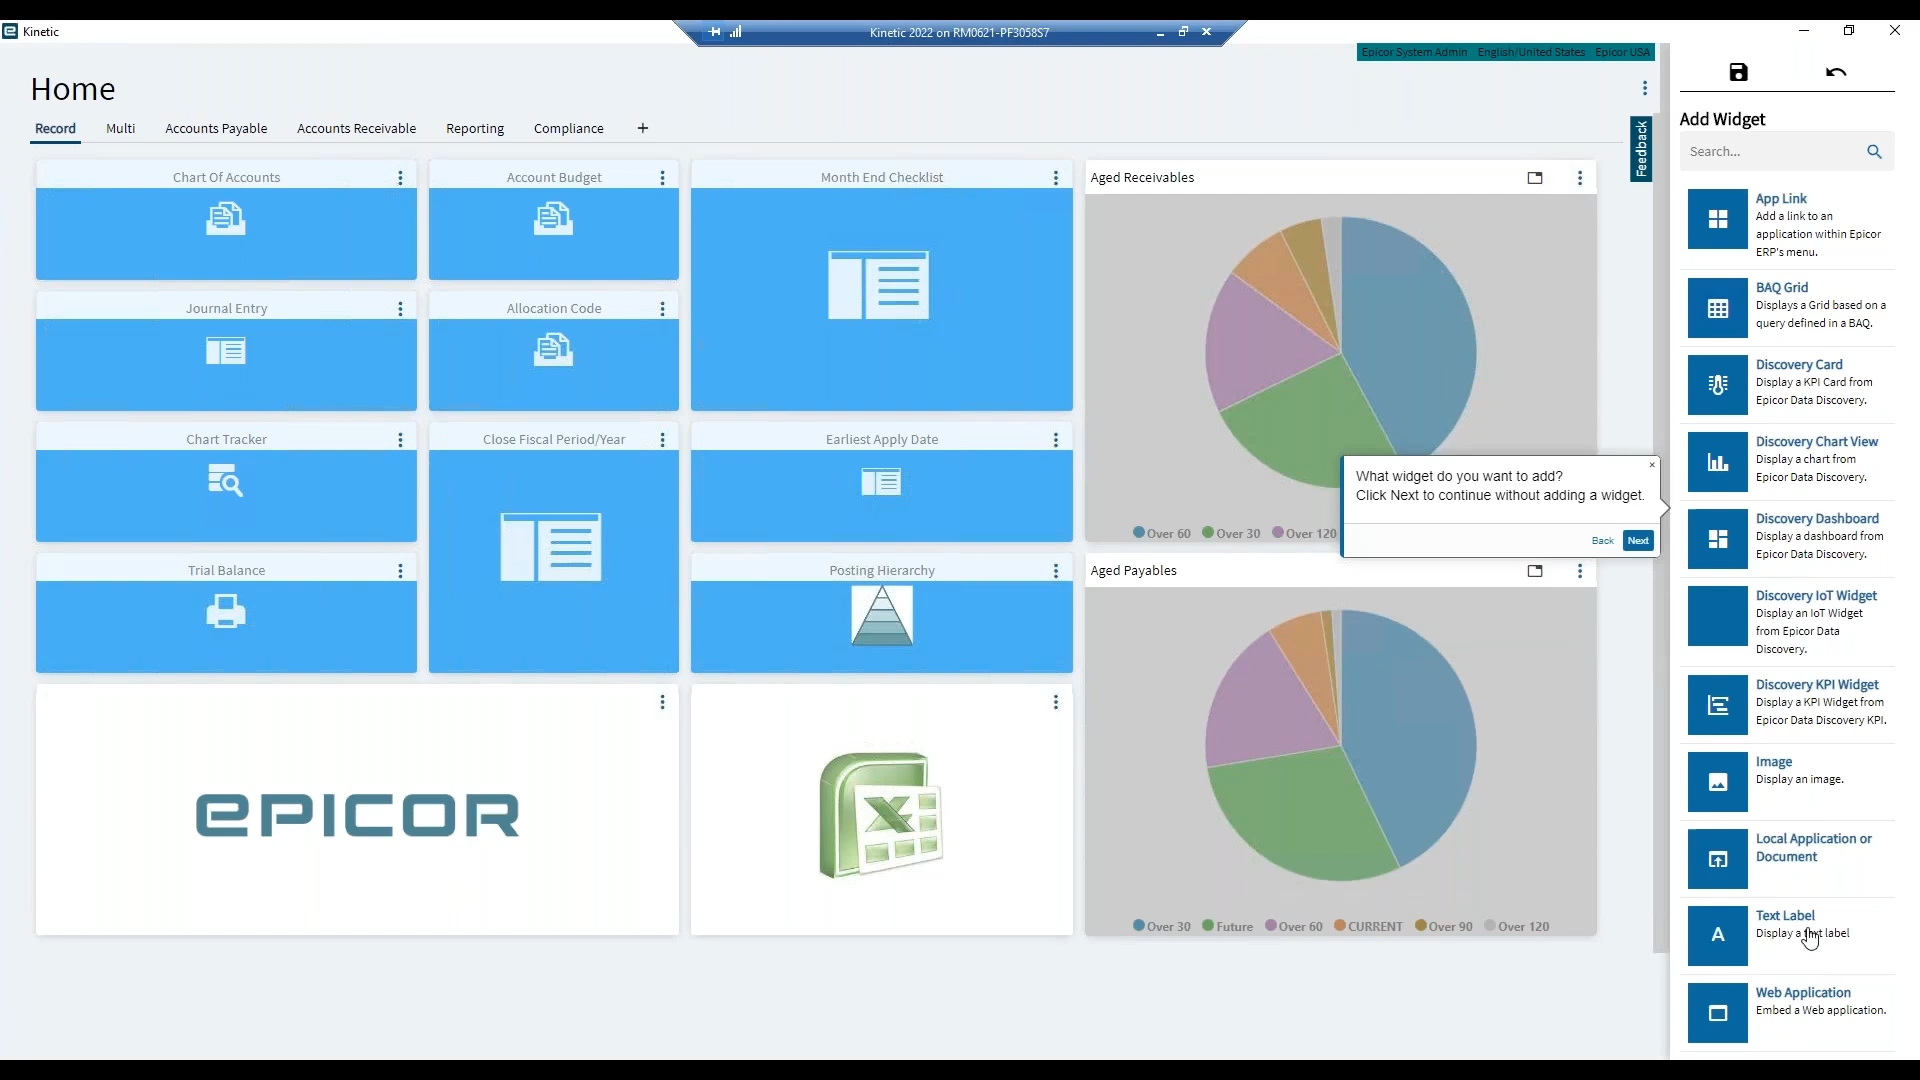 Kinetic
Kinetic 2022 on RM0621-PF3058S7
Epicor System Admin English/United States Epicor USA
Home
Record Multi Accounts Payable Accounts Receivable Reporting Compliance
Feedback
Chart Of Accounts
Account Budget
Month End Checklist
Aged Receivables
Journal Entry
Allocation Code
Chart Tracker
Close Fiscal Period/Year
Earliest Apply Date
Over 60 Over 30 Over 120
Trial Balance
Posting Hierarchy
Aged Payables
EPICOR
Over 30 Future Over 60 CURRENT Over 90 Over 120
What widget do you want to add?
Click Next to continue without adding a widget.
Back Next
Add Widget
Search...
App Link
Add a link to an
application within Epicor
ERP's menu.
BAQ Grid
Displays a Grid based on a
query defined in a BAQ.
Discovery Card
Display a KPI Card from
Epicor Data Discovery.
Discovery Chart View
Display a chart from
Epicor Data Discovery.
Discovery Dashboard
Display a dashboard from
Epicor Data Discovery.
Discovery IoT Widget
Display an IoT Widget
from Epicor Data
Discovery.
Discovery KPI Widget
Display a KPI Widget from
Epicor Data Discovery KPI.
Image
Display an image.
Local Application or
Document
Text Label
Display a text label
Web Application
Embed a Web application.